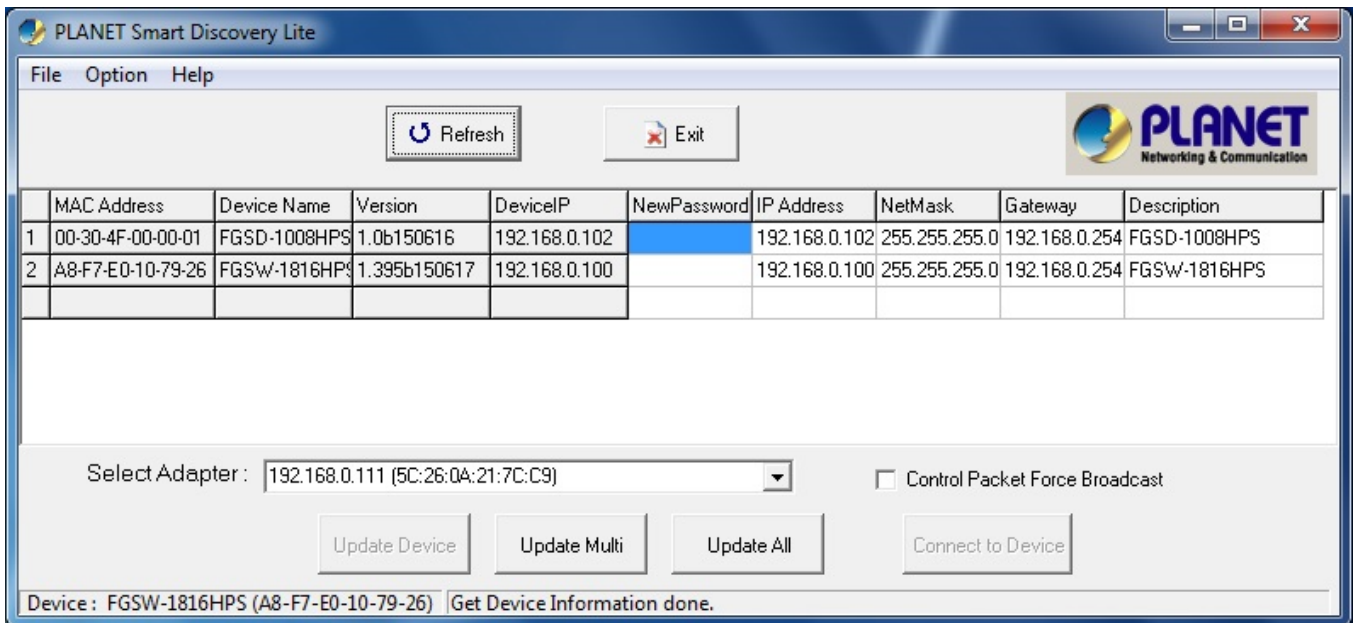 PLANET Smart Discovery Lite
File Option Help
Refresh Exit
PLANET
Networking & Communication
MAC Address Device Name Version DeviceIP NewPassword IP Address NetMask Gateway Description
1 00-30-4F-00-00-01 FGSD-1008HPS 1.0b150616 192.168.0.102 192.168.0.102 255.255.255.0 192.168.0.254 FGSD-1008HPS
2 A8-F7-E0-10-79-26 FGSW-1816HPS 1.395b150617 192.168.0.100 192.168.0.100 255.255.255.0 192.168.0.254 FGSW-1816HPS
Select Adapter : 192.168.0.111 (5C:26:0A:21:7C:C9) Control Packet Force Broadcast
Update Device Update Multi Update All Connect to Device
Device : FGSW-1816HPS (A8-F7-E0-10-79-26) Get Device Information done.